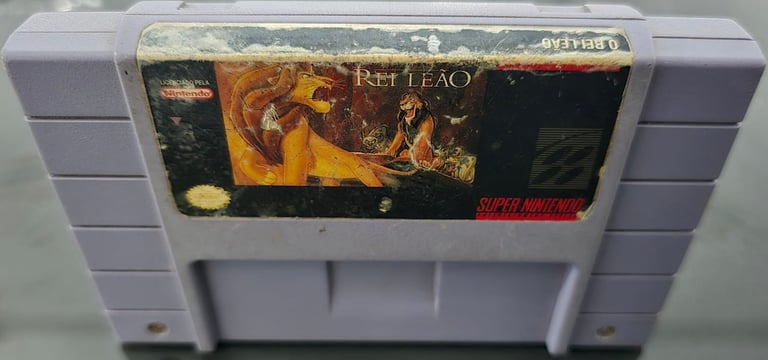 O REI LEÃO
REI LEÃO
LICENCIADO PELA
Nintendo
SUPER NINTENDO